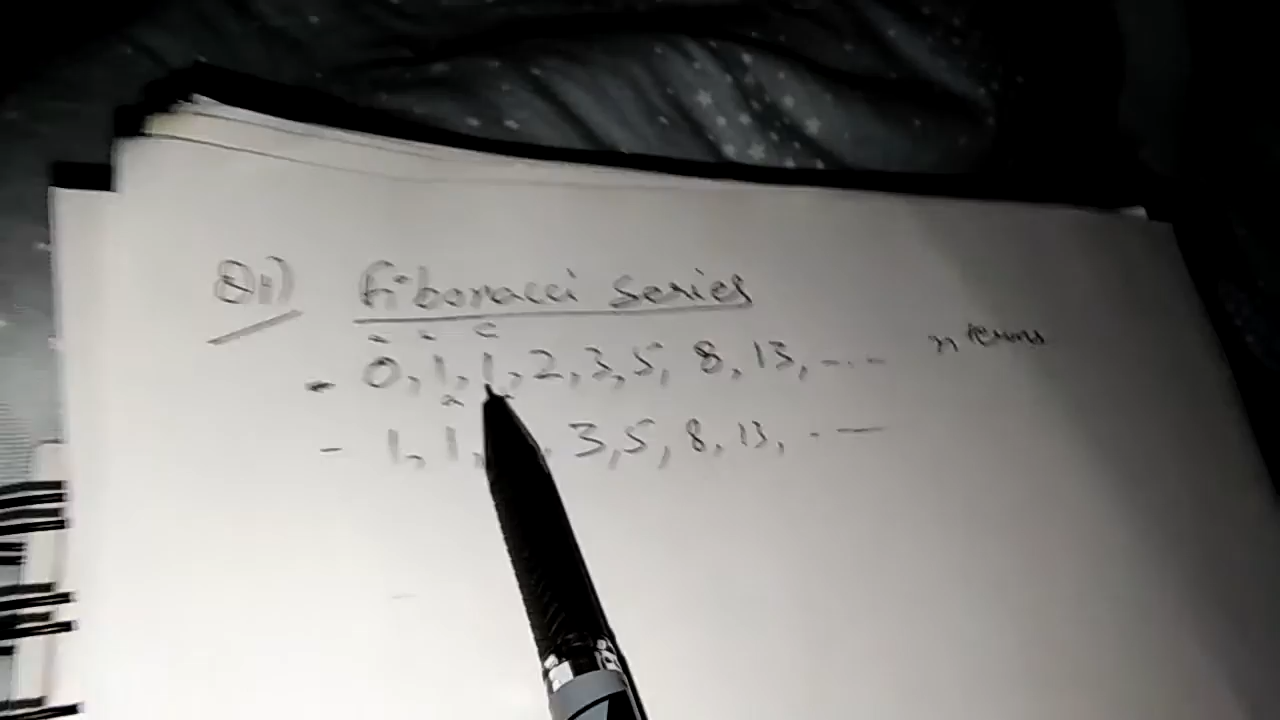 Q1) Fibonacci series
a b c
- 0, 1, 1, 2, 3, 5, 8, 13, .... n terms
a
- 1, 1, , 3, 5, 8, 13, . —